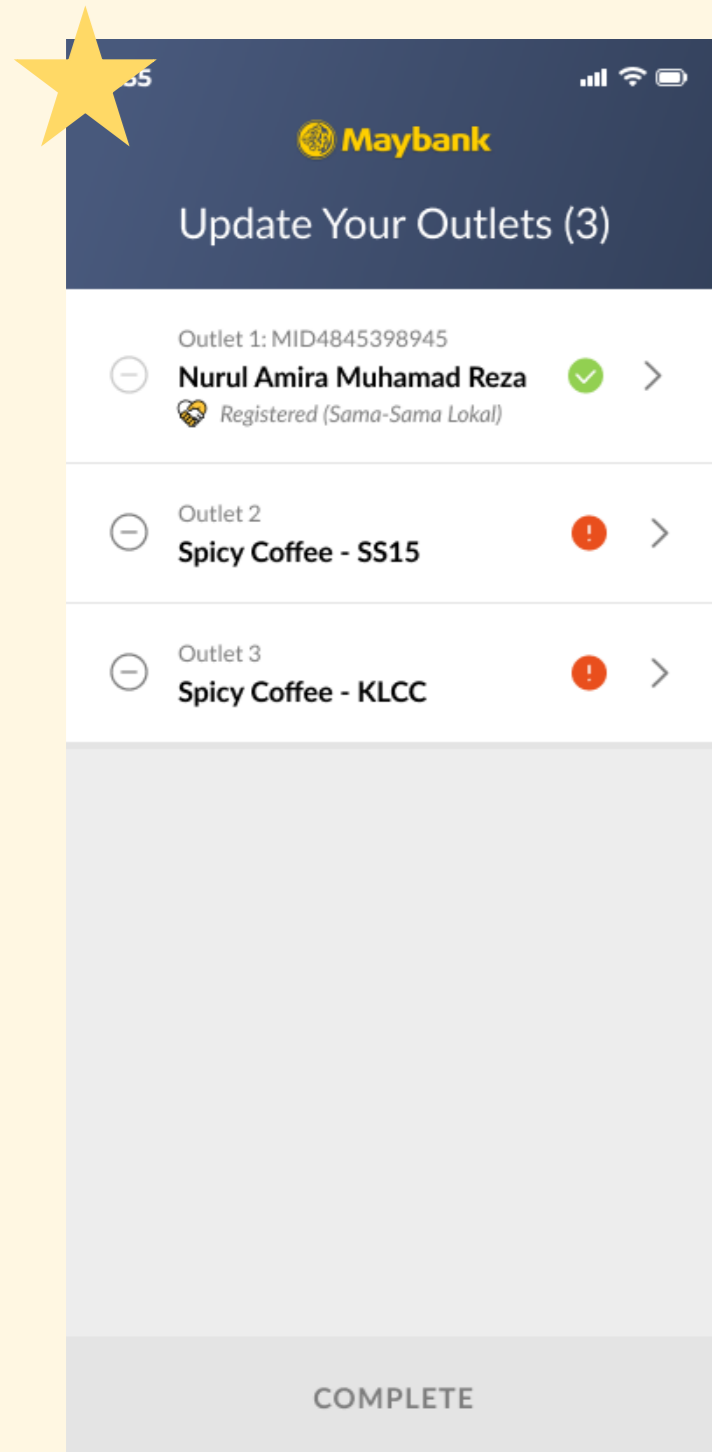 Maybank
Update Your Outlets (3)
Outlet 1: MID4845398945
Nurul Amira Muhamad Reza
Registered (Sama-Sama Lokal)
Outlet 2
Spicy Coffee - SS15
Outlet 3
Spicy Coffee - KLCC
COMPLETE